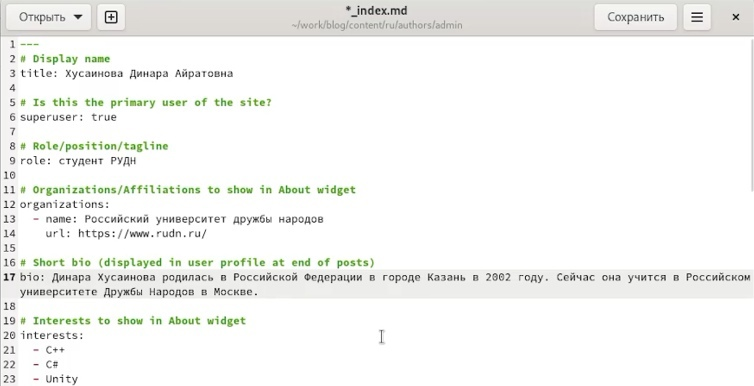 Открыть
*_index.md
~/work/blog/content/ru/authors/admin
Сохранить
1 ---
2 # Display name
3 title: Хусаинова Динара Айратовна
4
5 # Is this the primary user of the site?
6 superuser: true
7
8 # Role/position/tagline
9 role: студент РУДН
10
11 # Organizations/Affiliations to show in About widget
12 organizations:
13   - name: Российский университет дружбы народов
14     url: https://www.rudn.ru/
15
16 # Short bio (displayed in user profile at end of posts)
17 bio: Динара Хусаинова родилась в Российской Федерации в городе Казань в 2002 году. Сейчас она учится в Российском
университете Дружбы Народов в Москве.
18
19 # Interests to show in About widget
20 interests:
21   - C++
22   - C#
23   - Unity